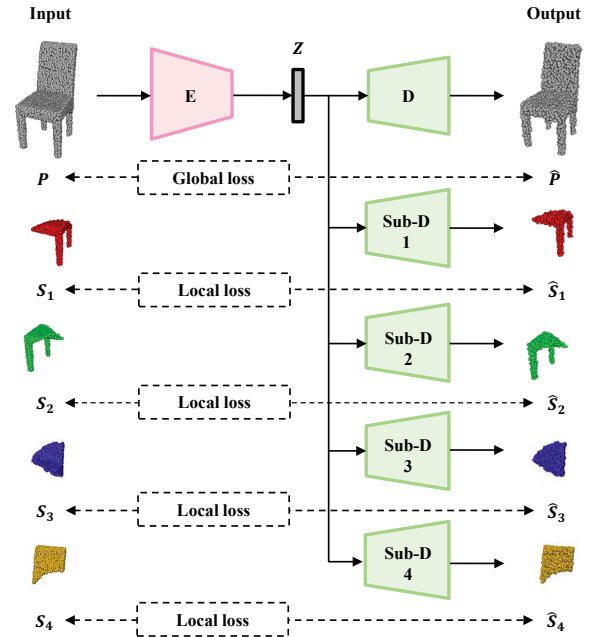 Input
Output
Z
E
D
P
Global loss
P̂
Sub-D
1
S₁
Local loss
Ŝ₁
Sub-D
2
S₂
Local loss
Ŝ₂
Sub-D
3
S₃
Local loss
Ŝ₃
Sub-D
4
S₄
Local loss
Ŝ₄